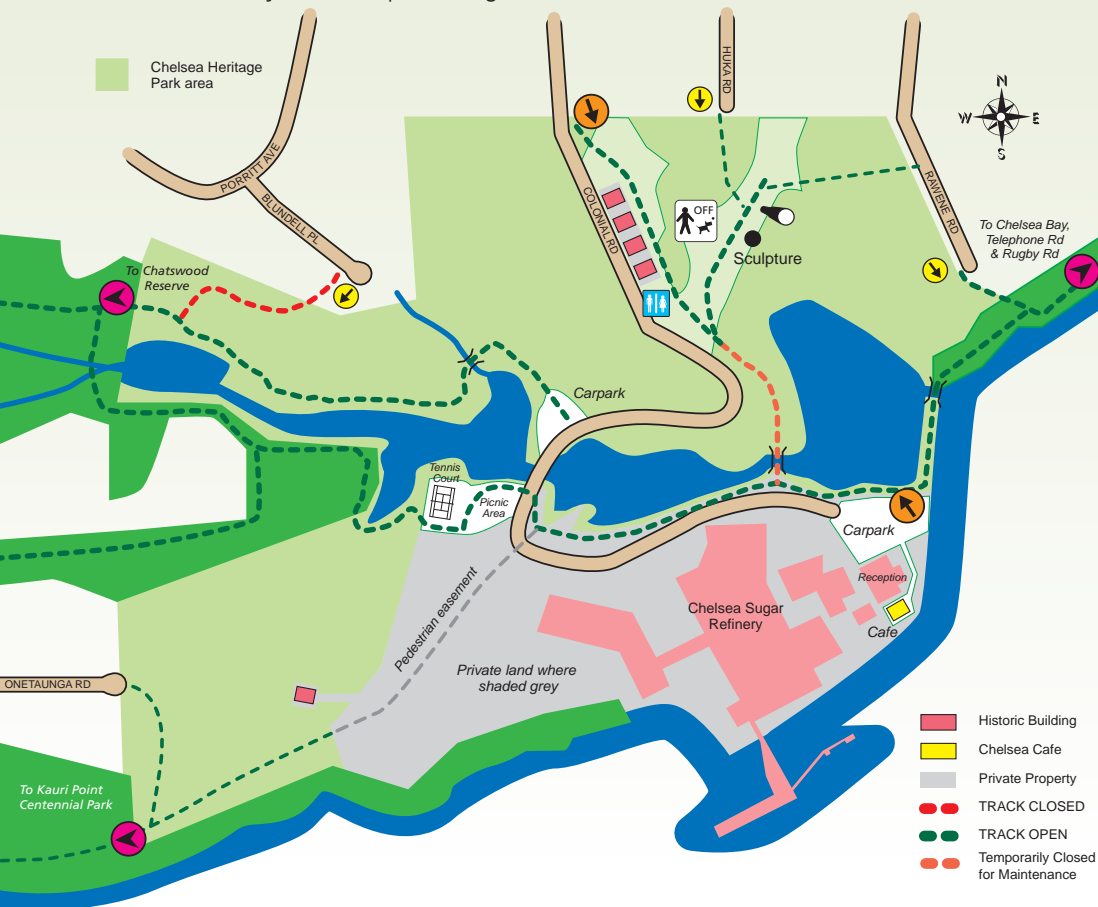 Chelsea Heritage
Park area
HUKA RD
N
W
E
S
PORRITT AVE
BLUNDELL PL
COLONIAL RD
OFF
RAWENE RD
To Chelsea Bay,
Telephone Rd
& Rugby Rd
Sculpture
To Chatswood
Reserve
Carpark
Tennis
Court
Picnic
Area
Carpark
Reception
Chelsea Sugar
Refinery
Cafe
Pedestrian easement
Private land where
shaded grey
ONETAUNGA RD
To Kauri Point
Centennial Park
Historic Building
Chelsea Cafe
Private Property
TRACK CLOSED
TRACK OPEN
Temporarily Closed
for Maintenance